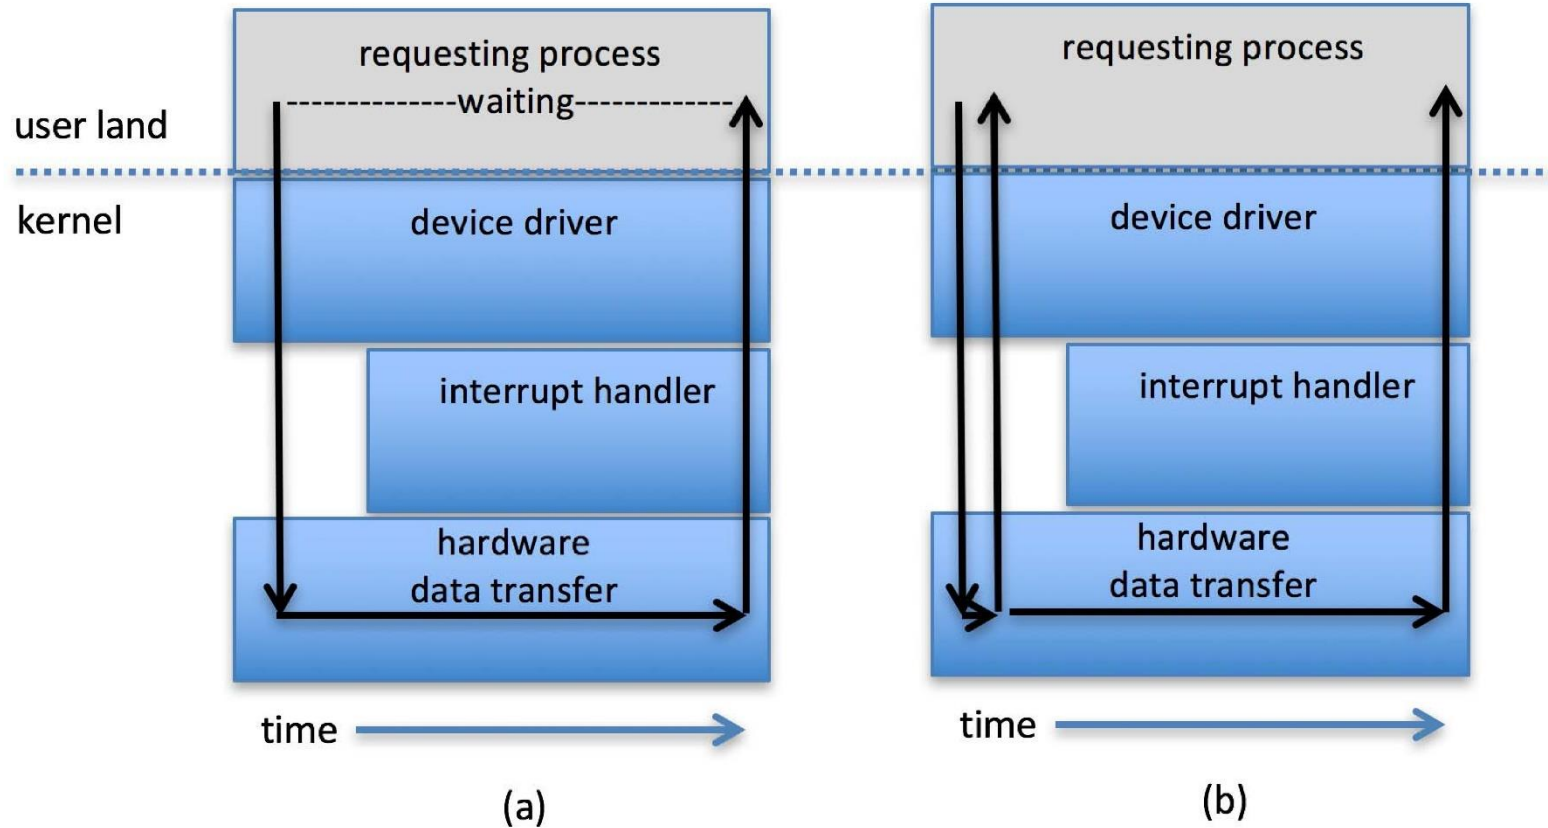 requesting process
waiting
user land
kernel
device driver
interrupt handler
hardware
data transfer
time
(a)
requesting process
device driver
interrupt handler
hardware
data transfer
time
(b)